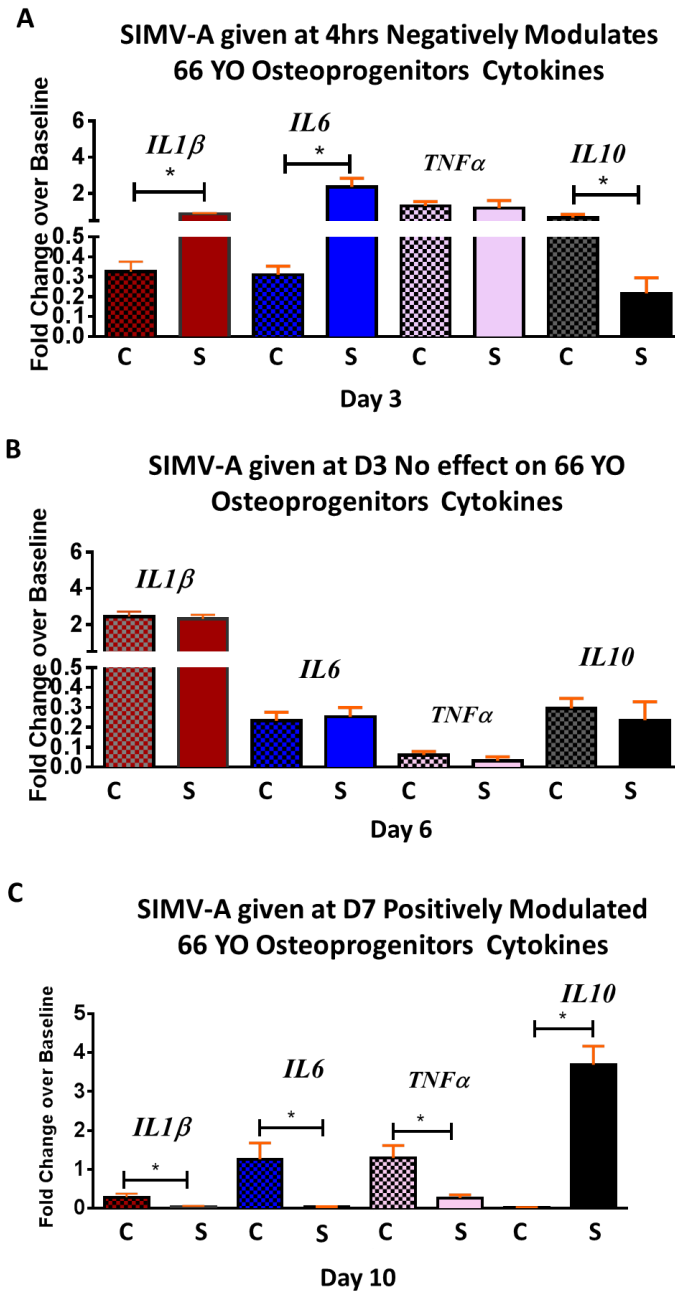 A
SIMV-A given at 4hrs Negatively Modulates
66 YO Osteoprogenitors Cytokines
Fold Change over Baseline
6
4
2
0.5
0.4
0.3
0.2
0.1
0.0
IL1β
*
IL6
*
TNFα
IL10
*
C S C S C S C S
Day 3
B
SIMV-A given at D3 No effect on 66 YO
Osteoprogenitors Cytokines
Fold Change over Baseline
6
4
2
0.5
0.4
0.3
0.2
0.1
0.0
IL1β
IL6
TNFα
IL10
C S C S C S C S
Day 6
C
SIMV-A given at D7 Positively Modulated
66 YO Osteoprogenitors Cytokines
Fold Change over Baseline
5
4
3
2
1
0
IL1β
*
IL6
*
TNFα
*
IL10
*
C S C S C S C S
Day 10